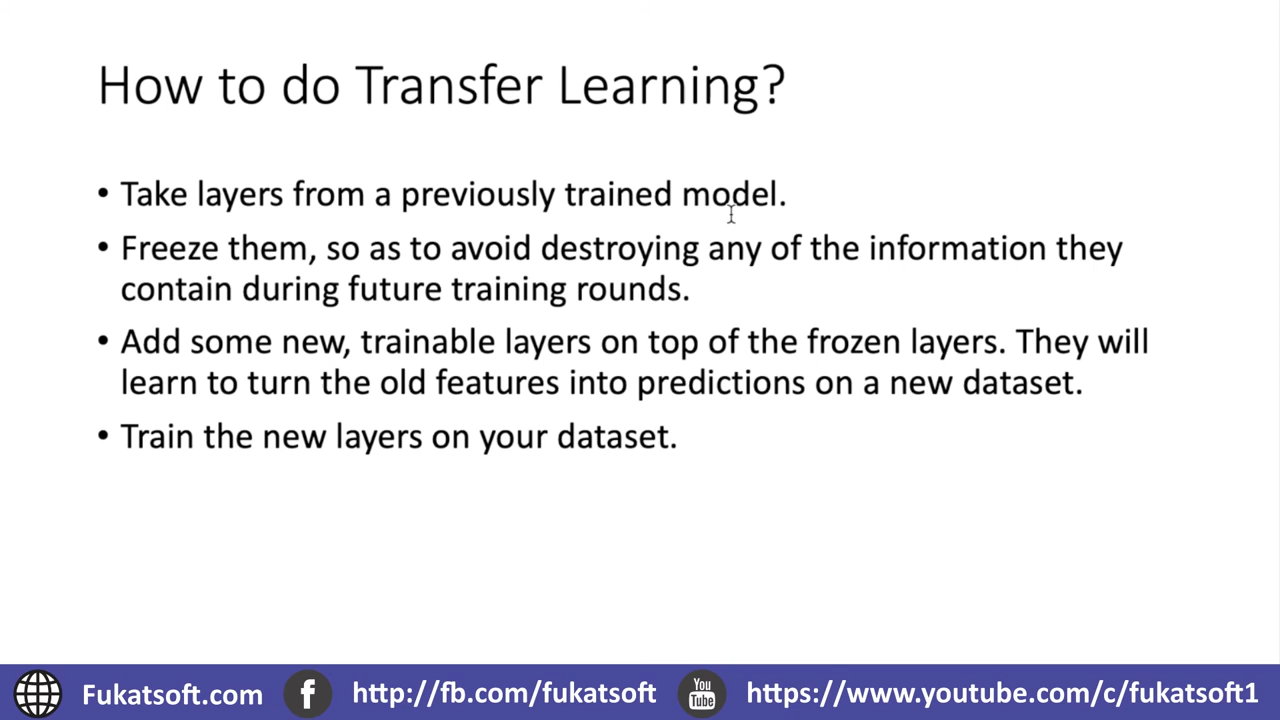 How to do Transfer Learning?
• Take layers from a previously trained model.
• Freeze them, so as to avoid destroying any of the information they
contain during future training rounds.
• Add some new, trainable layers on top of the frozen layers. They will
learn to turn the old features into predictions on a new dataset.
• Train the new layers on your dataset.
Fukatsoft.com f http://fb.com/fukatsoft You Tube https://www.youtube.com/c/fukatsoft1